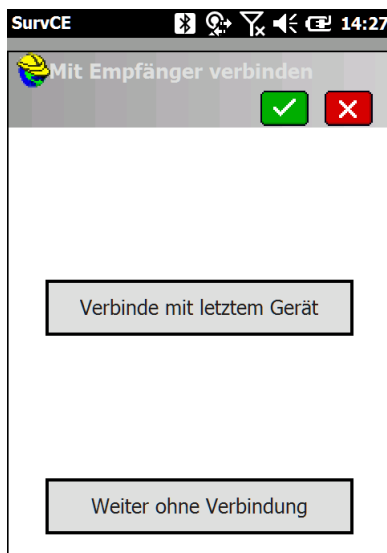 SurvCE 14:27
Mit Empfänger verbinden
Verbinde mit letztem Gerät
Weiter ohne Verbindung